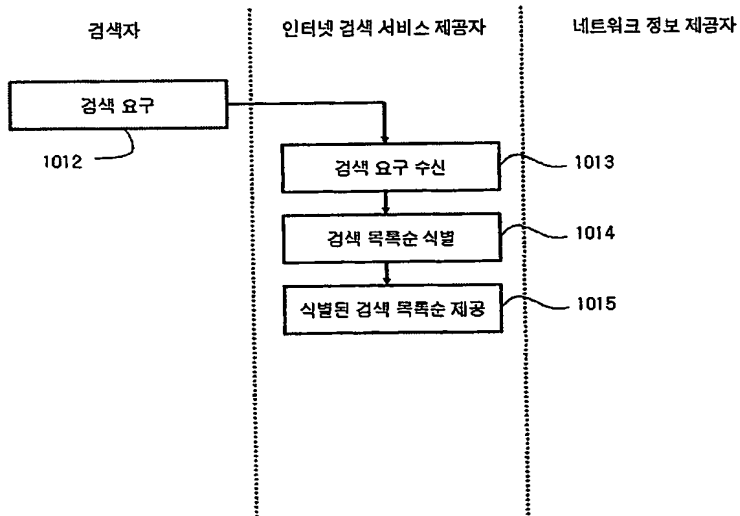 검색자
인터넷 검색 서비스 제공자
네트워크 정보 제공자
검색 요구
1012
검색 요구 수신
1013
검색 목록순 식별
1014
식별된 검색 목록순 제공
1015